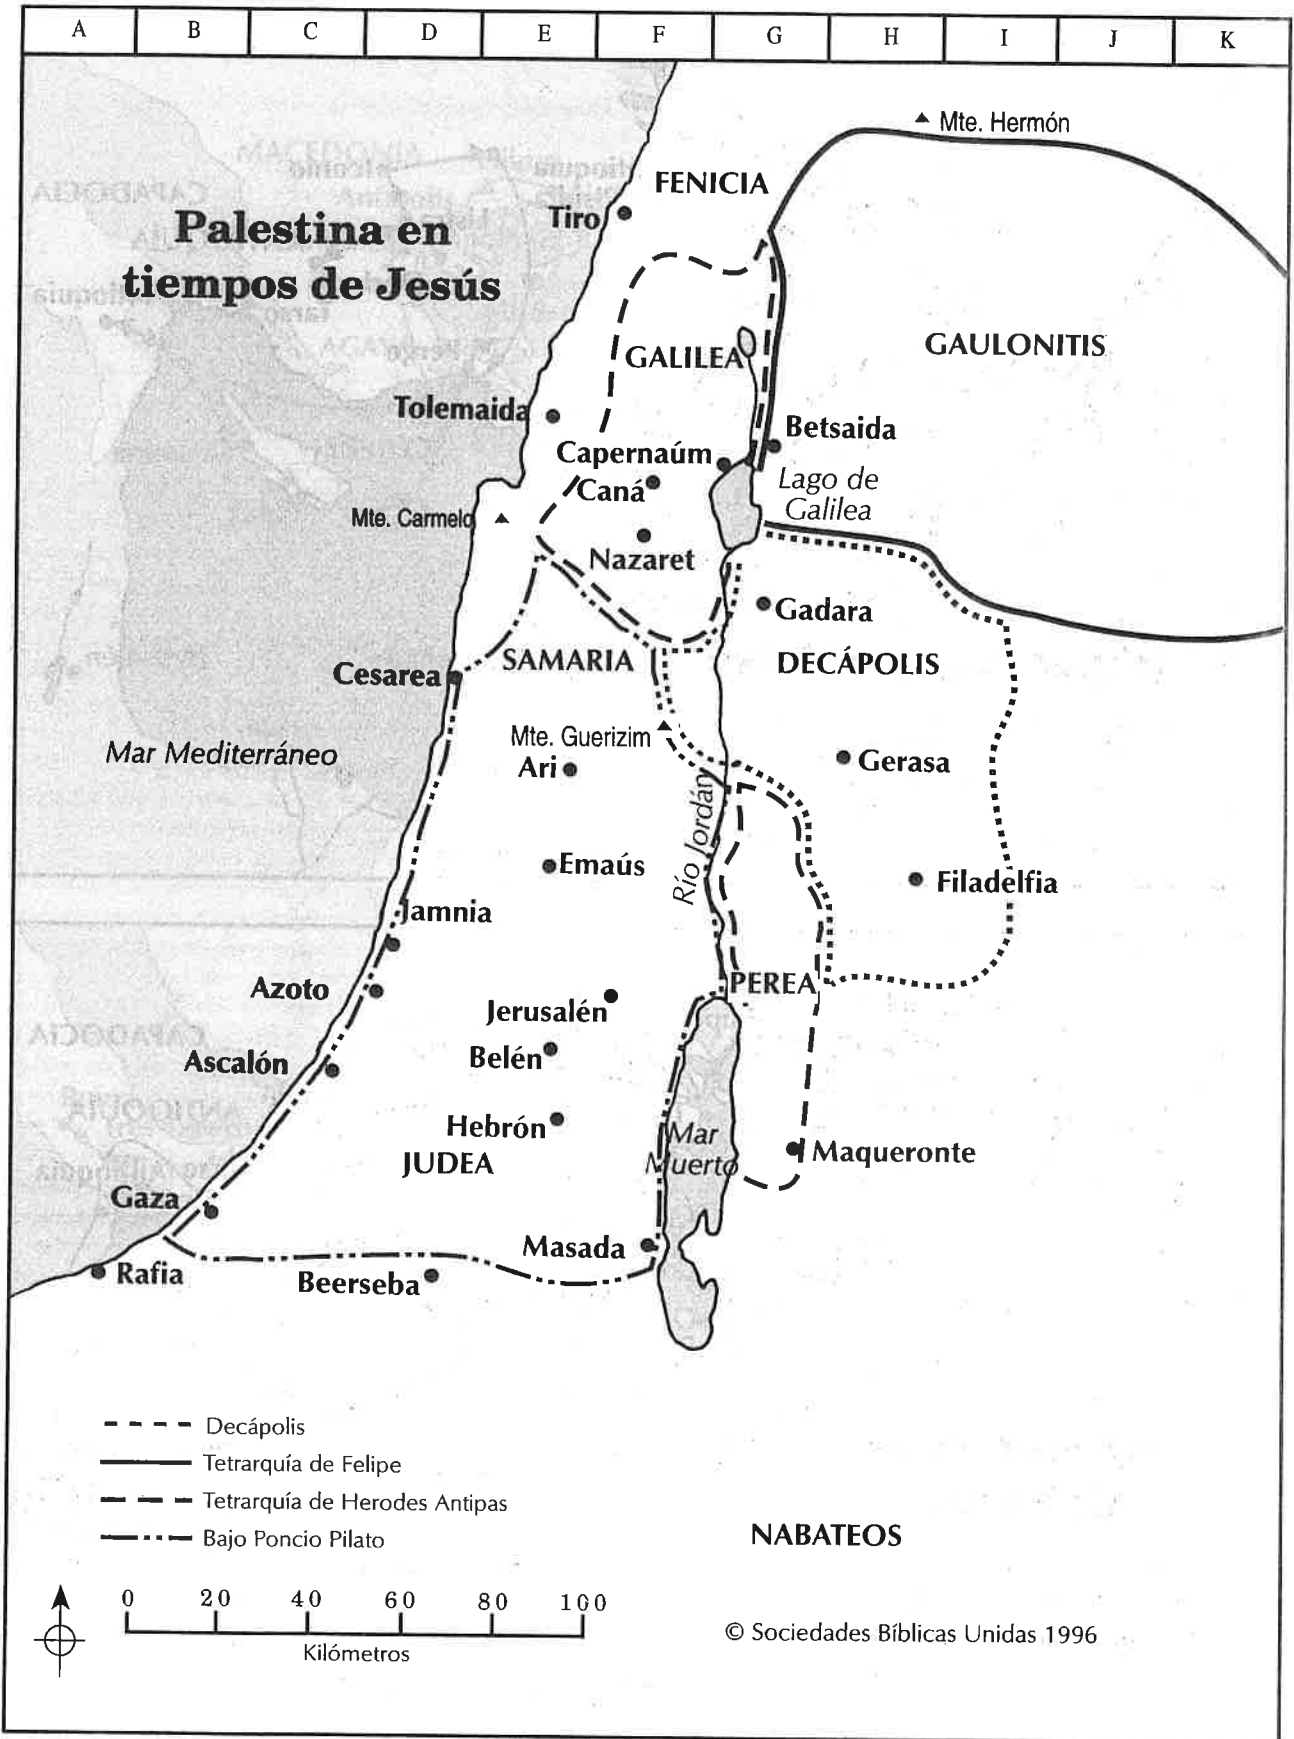 A B C D E F G H I J K
Mte. Hermón
FENICIA
Tiro
Palestina en
tiempos de Jesús
GAULONITIS
GALILEA
Tolemaida
Betsaida
Capernaúm
Lago de
Galilea
Caná
Mte. Carmelo
Nazaret
Gadara
SAMARIA
DECÁPOLIS
Cesarea
Mte. Guerizim
Mar Mediterráneo
Ari
Gerasa
Río Jordán
Emaús
Filadelfia
Jamnia
Azoto
PEREA
Jerusalén
Belén
Ascalón
Hebrón
Mar
Muerto
Maqueronte
JUDEA
Gaza
Masada
Rafia
Beerseba
Decápolis
Tetrarquía de Felipe
Tetrarquía de Herodes Antipas
Bajo Poncio Pilato
NABATEOS
0 20 40 60 80 100
Kilómetros
© Sociedades Bíblicas Unidas 1996